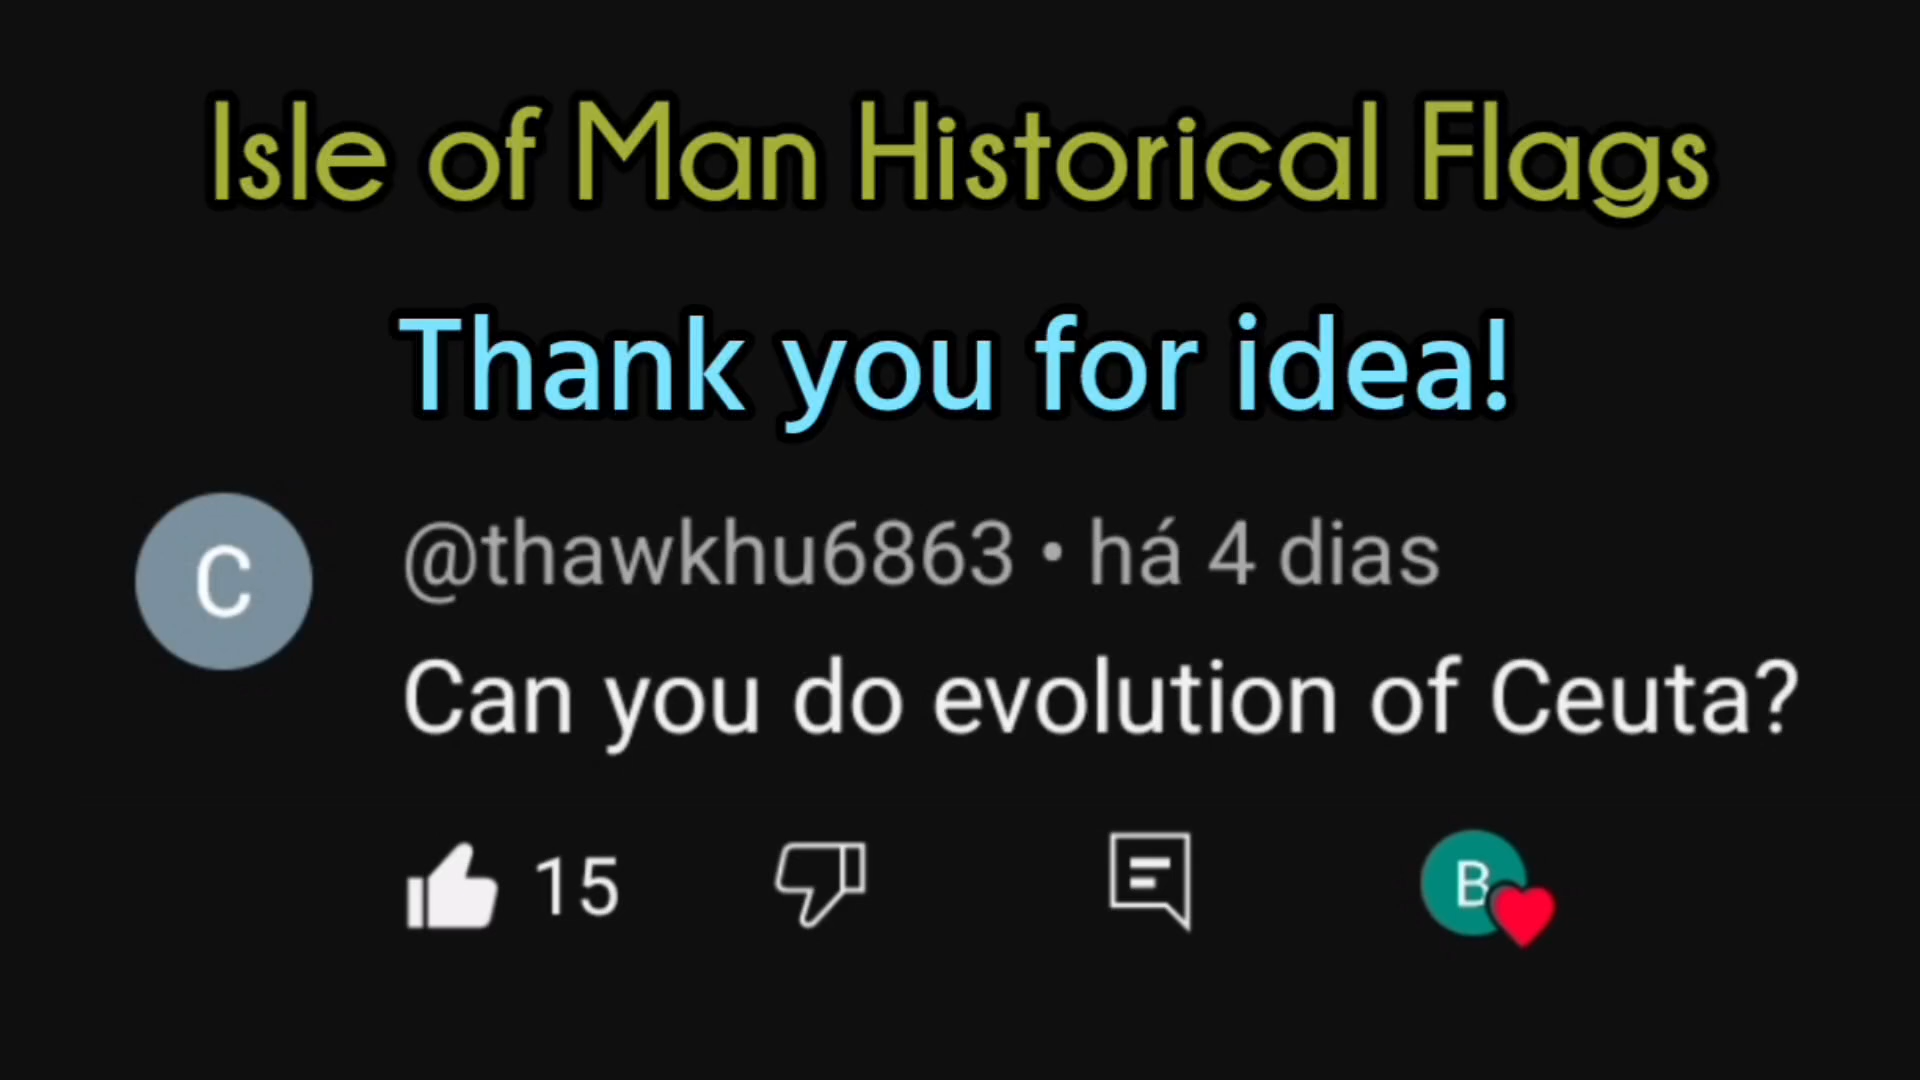 Isle of Man Historical Flags
Thank you for idea!
C
@thawkhu6863 • há 4 dias
Can you do evolution of Ceuta?
15
B